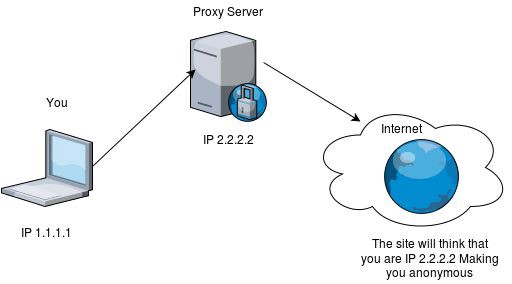 Proxy Server
You
IP 2.2.2.2
Internet
IP 1.1.1.1
The site will think that
you are IP 2.2.2.2 Making
you anonymous